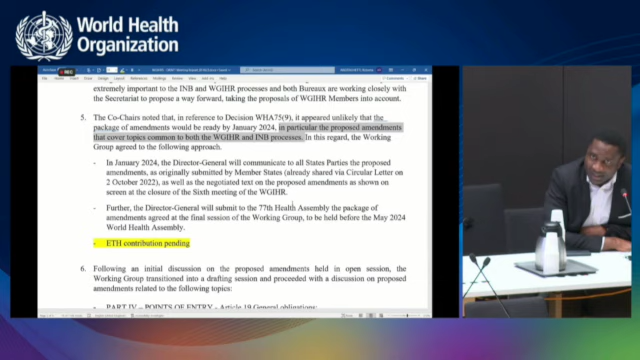 World Health
Organization
extremely important to the INB and WGIHR processes and both Bureaux are working closely with
the Secretariat to propose a way forward, taking the proposals of WGIHR Members into account.
5. The Co-Chairs noted that, in reference to Decision WHA75(9), it appeared unlikely that the
package of amendments would be ready by January 2024, in particular the proposed amendments
that cover topics common to both the WGIHR and INB processes. In this regard, the Working
Group agreed to the following approach.
- In January 2024, the Director-General will communicate to all States Parties the proposed
amendments, as originally submitted by Member States (already shared via Circular Letter on
2 October 2022), as well as the negotiated text on the proposed amendments as shown on
screen at the closure of the Sixth meeting of the WGIHR.
- Further, the Director-General will submit to the 77th Health Assembly the package of
amendments agreed at the final session of the Working Group, to be held before the May 2024
World Health Assembly.
- ETH contribution pending
6. Following an initial discussion on the proposed amendments held in open session, the
Working Group transitioned into a drafting session and proceeded with a discussion on proposed
amendments related to the following topics:
- PART IV – POINTS OF ENTRY - Article 19 General obligations;